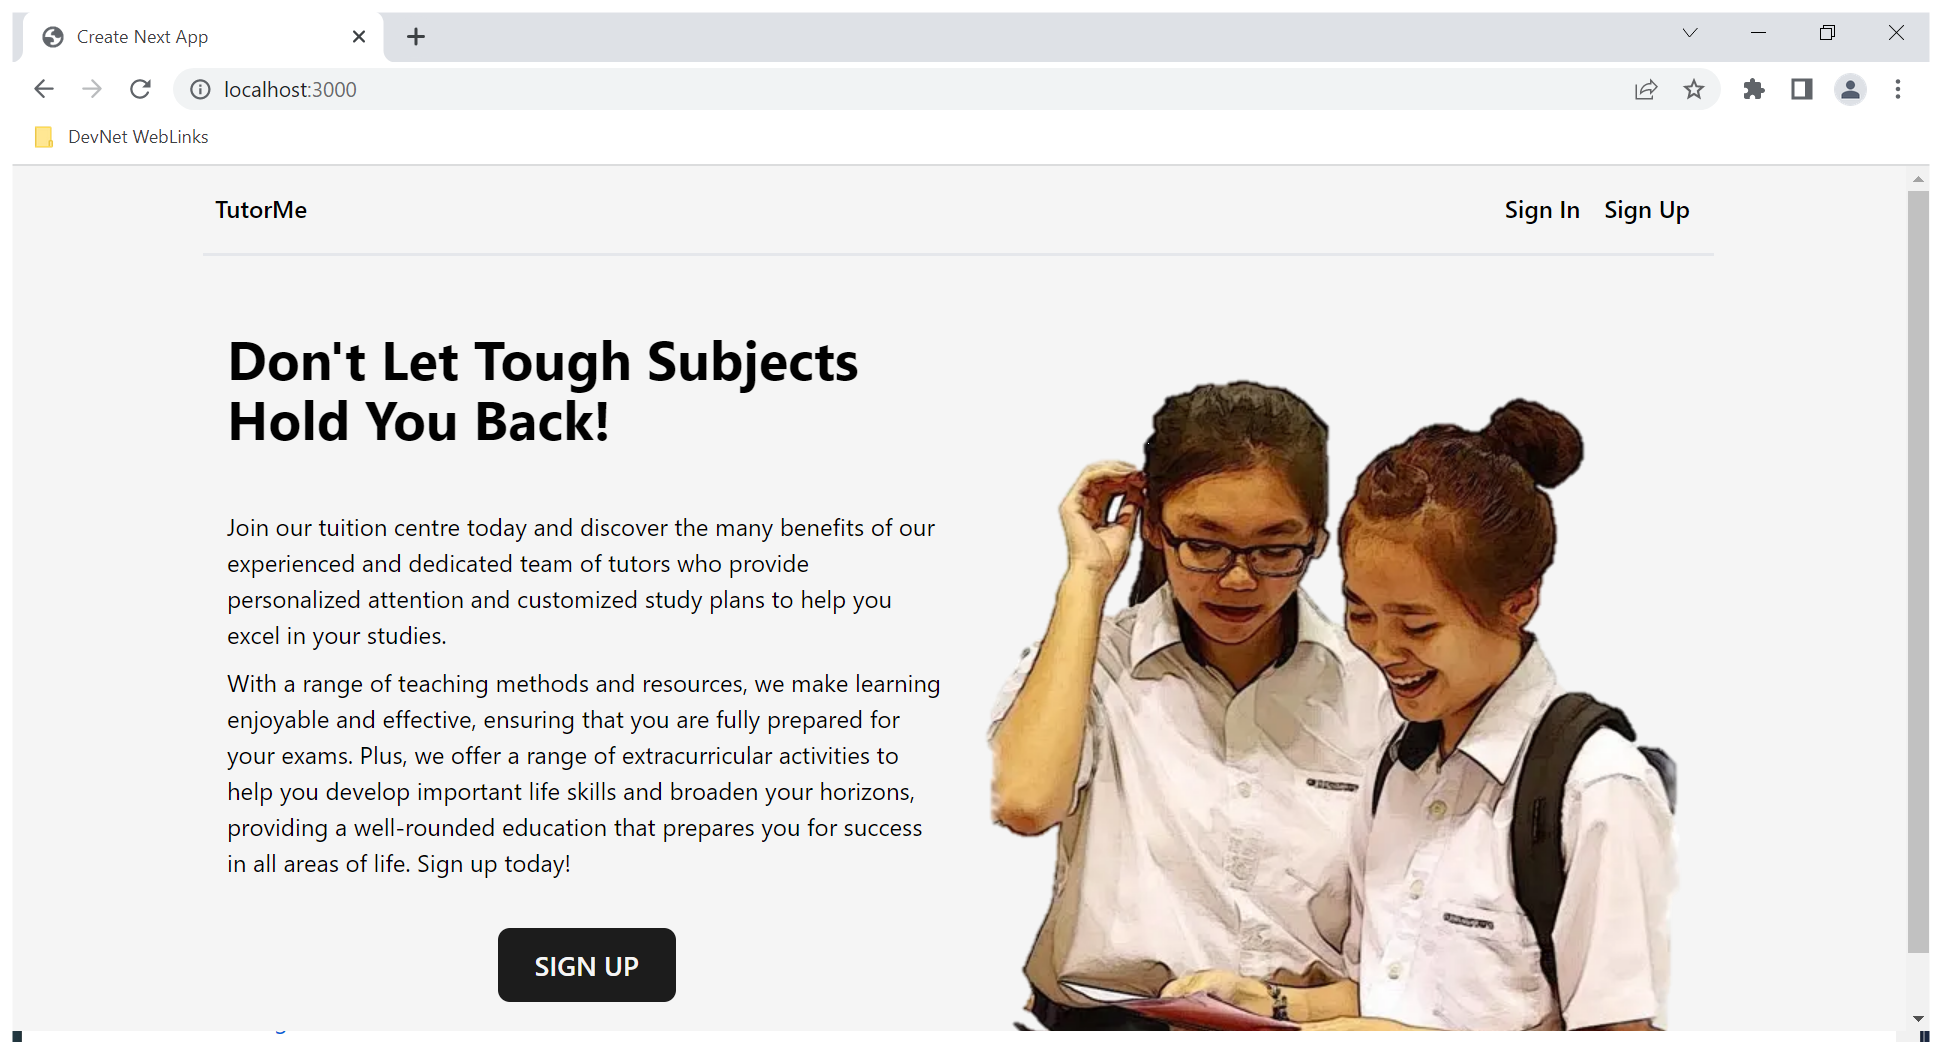 Create Next App
localhost:3000
DevNet WebLinks
TutorMe
Sign In Sign Up
Don't Let Tough Subjects
Hold You Back!
Join our tuition centre today and discover the many benefits of our
experienced and dedicated team of tutors who provide
personalized attention and customized study plans to help you
excel in your studies.
With a range of teaching methods and resources, we make learning
enjoyable and effective, ensuring that you are fully prepared for
your exams. Plus, we offer a range of extracurricular activities to
help you develop important life skills and broaden your horizons,
providing a well-rounded education that prepares you for success
in all areas of life. Sign up today!
SIGN UP